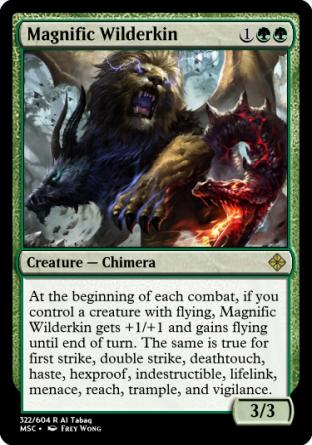 Magnific Wilderkin 1
Creature — Chimera
At the beginning of each combat, if you
control a creature with flying, Magnific
Wilderkin gets +1/+1 and gains flying
until end of turn. The same is true for
first strike, double strike, deathtouch,
haste, hexproof, indestructible, lifelink,
menace, reach, trample, and vigilance.
3/3
322/604 R Al Tabaq
MSC • Frey Wong